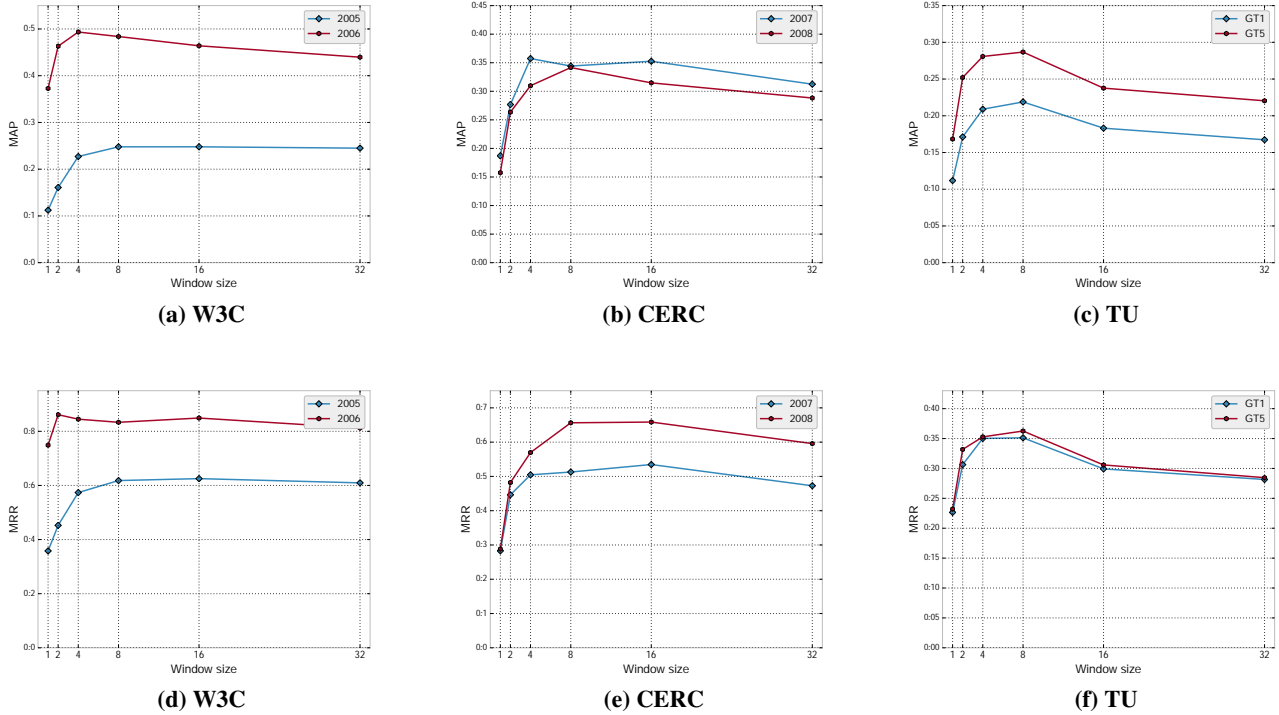 0:5
0:4
0:3
0:2
0:1
0:0
MAP
2005
2006
1 2 4 8 16 32
Window size
(a) W3C
0:45
0:40
0:35
0:30
0:25
0:20
0:15
0:10
0:05
0:00
MAP
2007
2008
1 2 4 8 16 32
Window size
(b) CERC
0:35
0:30
0:25
0:20
0:15
0:10
0:05
0:00
MAP
GT1
GT5
1 2 4 8 16 32
Window size
(c) TU
0:8
0:6
0:4
0:2
0:0
MRR
2005
2006
1 2 4 8 16 32
Window size
(d) W3C
0:7
0:6
0:5
0:4
0:3
0:2
0:1
0:0
MRR
2007
2008
1 2 4 8 16 32
Window size
(e) CERC
0:40
0:35
0:30
0:25
0:20
0:15
0:10
0:05
0:00
MRR
GT1
GT5
1 2 4 8 16 32
Window size
(f) TU